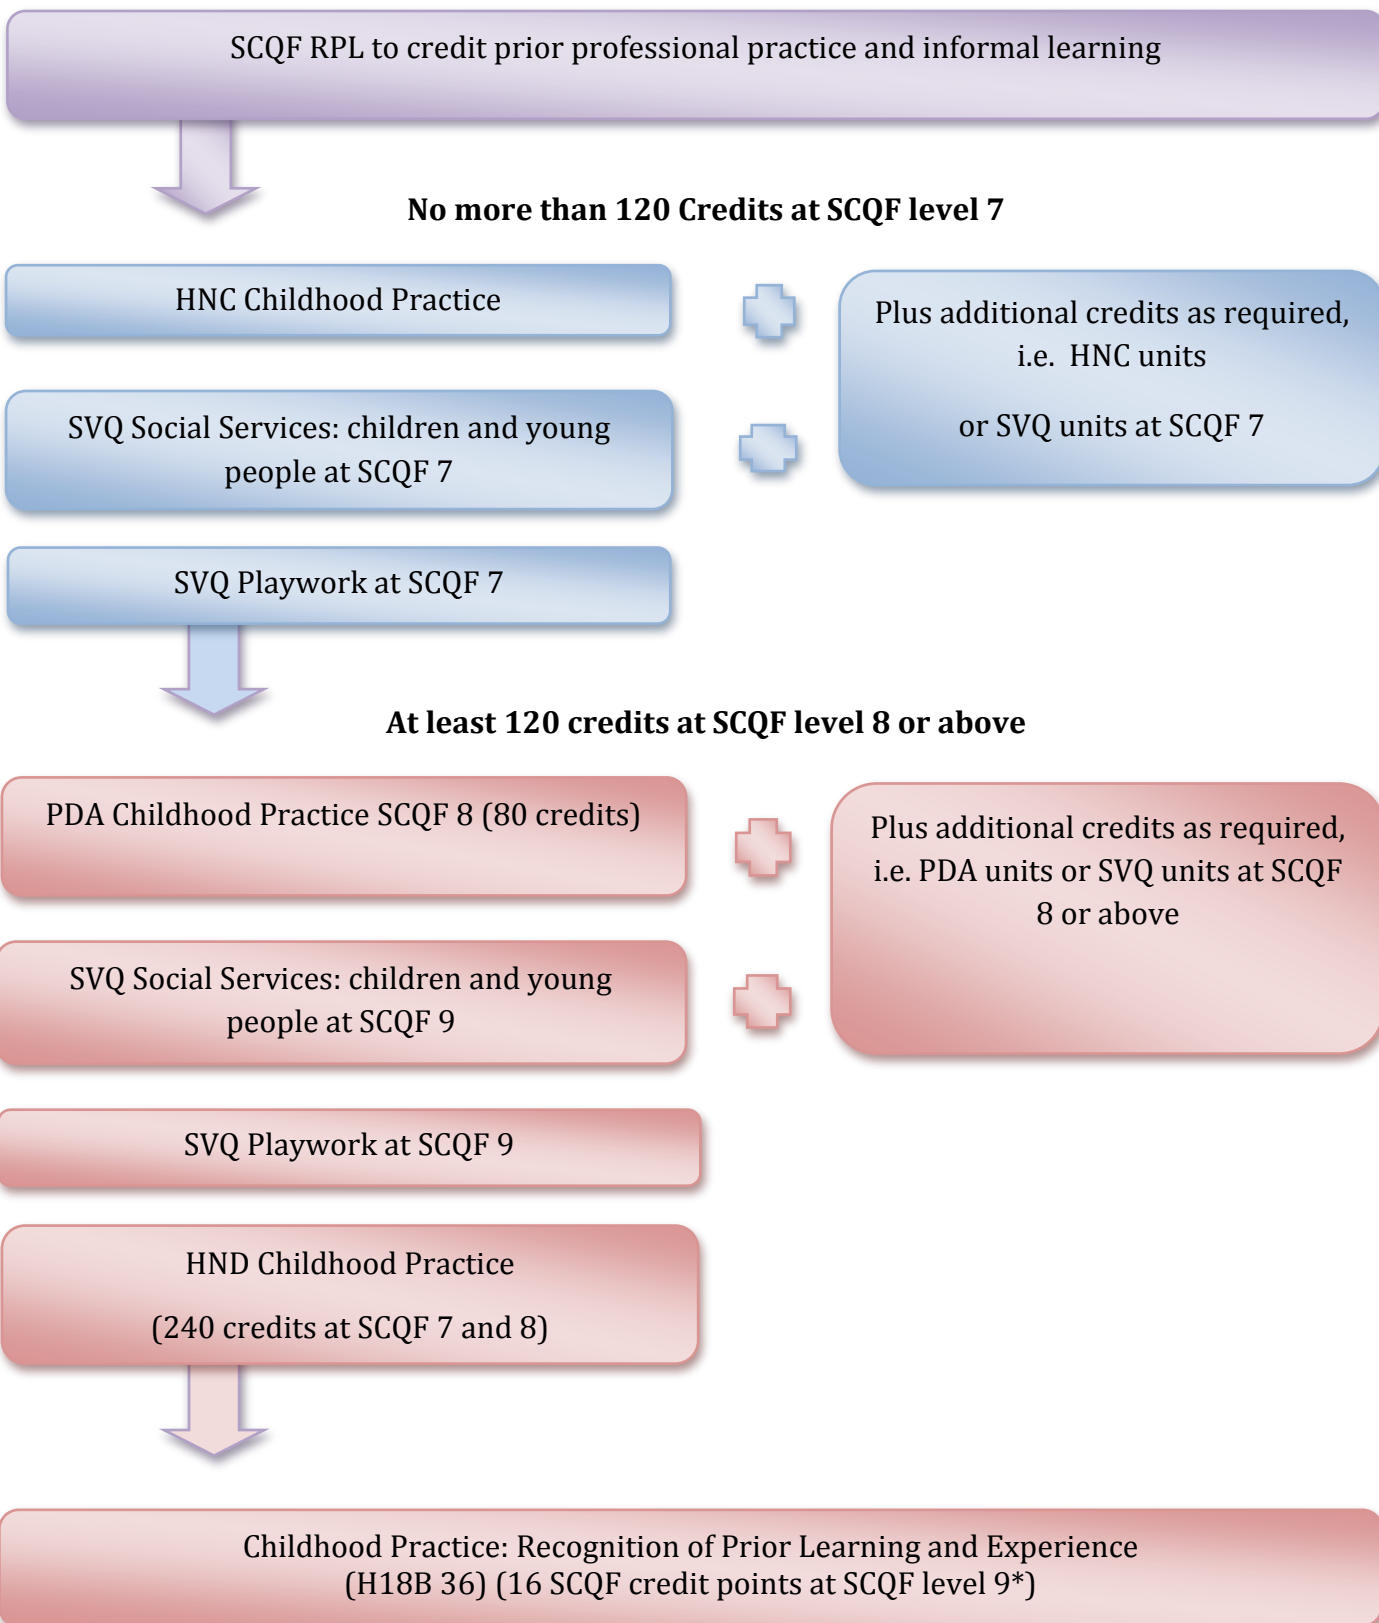 SCQF RPL to credit prior professional practice and informal learning
No more than 120 Credits at SCQF level 7
HNC Childhood Practice
Plus additional credits as required,
i.e. HNC units
or SVQ units at SCQF 7
SVQ Social Services: children and young
people at SCQF 7
SVQ Playwork at SCQF 7
At least 120 credits at SCQF level 8 or above
PDA Childhood Practice SCQF 8 (80 credits)
Plus additional credits as required,
i.e. PDA units or SVQ units at SCQF
8 or above
SVQ Social Services: children and young
people at SCQF 9
SVQ Playwork at SCQF 9
HND Childhood Practice
(240 credits at SCQF 7 and 8)
Childhood Practice: Recognition of Prior Learning and Experience
(H18B 36) (16 SCQF credit points at SCQF level 9*)